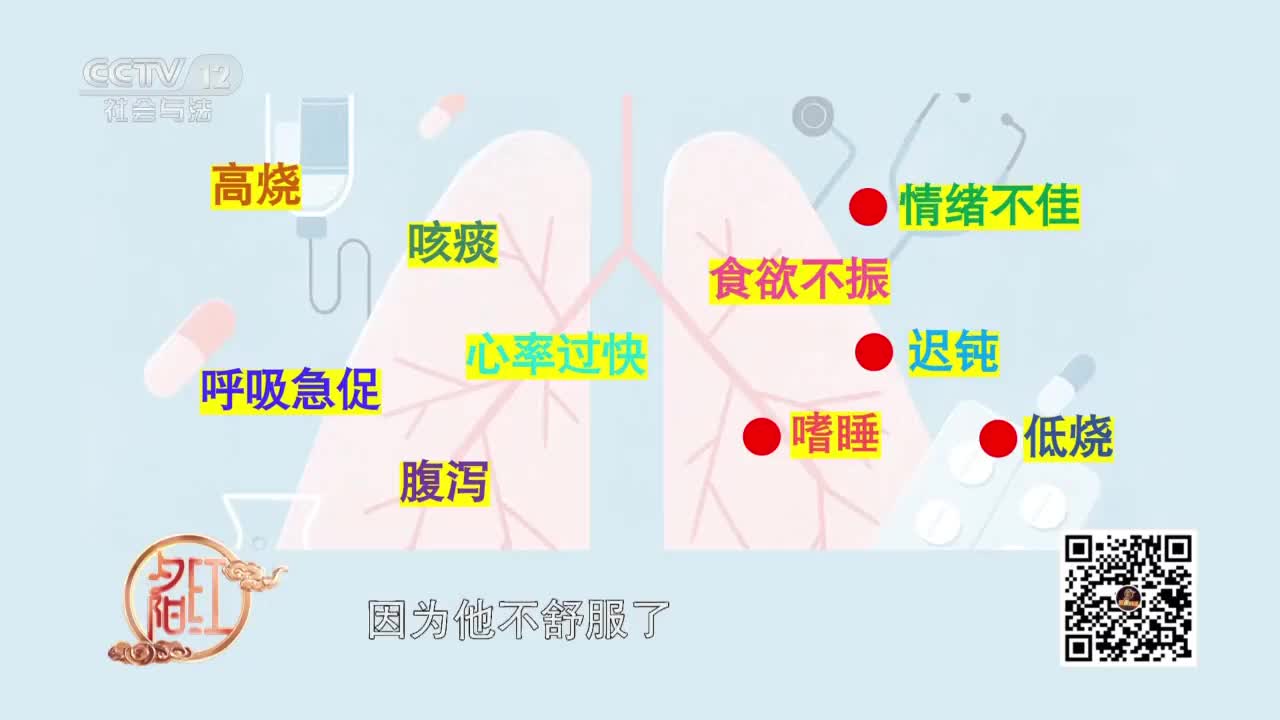 CCTV 12
社会与法
高烧
情绪不佳
咳痰
食欲不振
心率过快
迟钝
呼吸急促
嗜睡
低烧
腹泻
夕阳红
因为他不舒服了